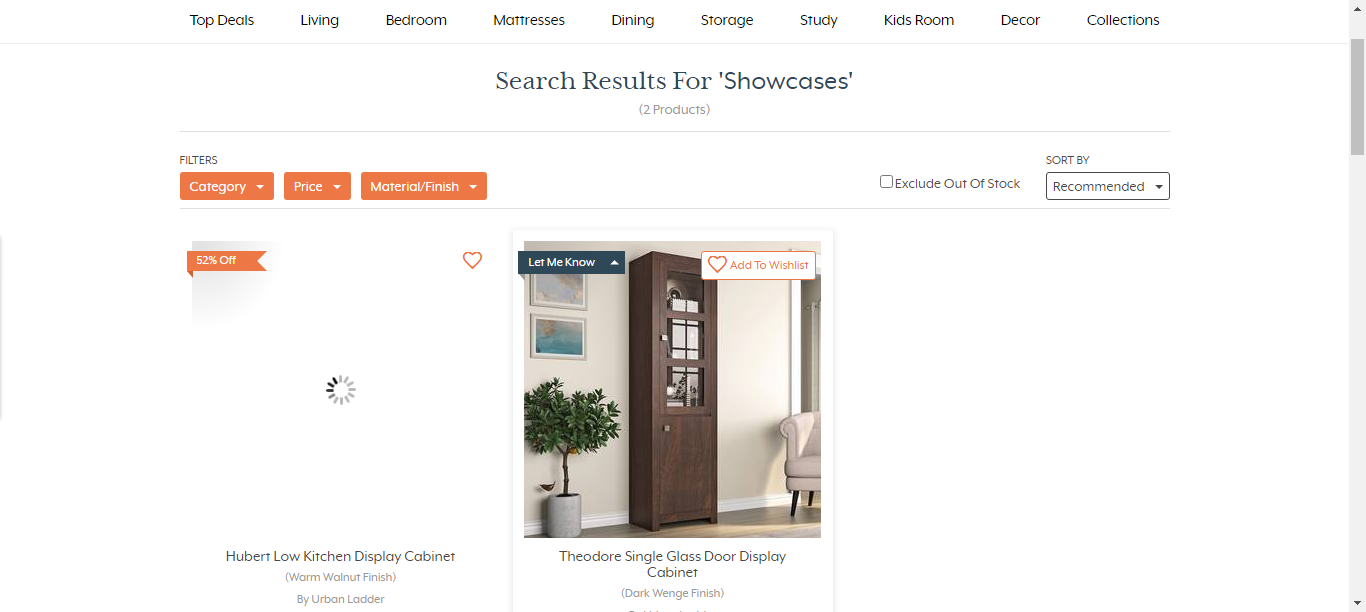 Top Deals Living Bedroom Mattresses Dining Storage Study Kids Room Decor Collections
Search Results For 'Showcases'
(2 Products)
FILTERS
SORT BY
Category Price Material/Finish
Exclude Out Of Stock
Recommended
52% Off
Let Me Know
Add To Wishlist
Hubert Low Kitchen Display Cabinet
(Warm Walnut Finish)
By Urban Ladder
Theodore Single Glass Door Display
Cabinet
(Dark Wenge Finish)